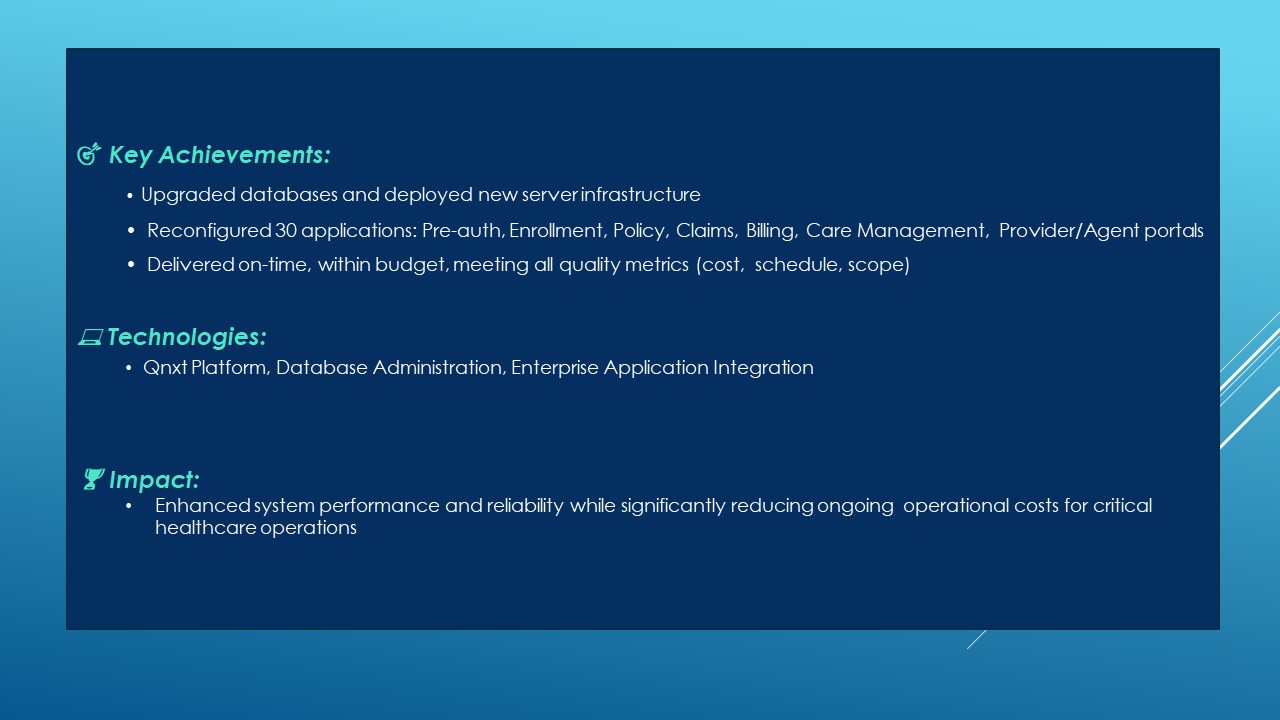 Key Achievements:
• Upgraded databases and deployed new server infrastructure
• Reconfigured 30 applications: Pre-auth, Enrollment, Policy, Claims, Billing, Care Management, Provider/Agent portals
• Delivered on-time, within budget, meeting all quality metrics (cost, schedule, scope)
Technologies:
• Qnxt Platform, Database Administration, Enterprise Application Integration
Impact:
• Enhanced system performance and reliability while significantly reducing ongoing operational costs for critical
healthcare operations